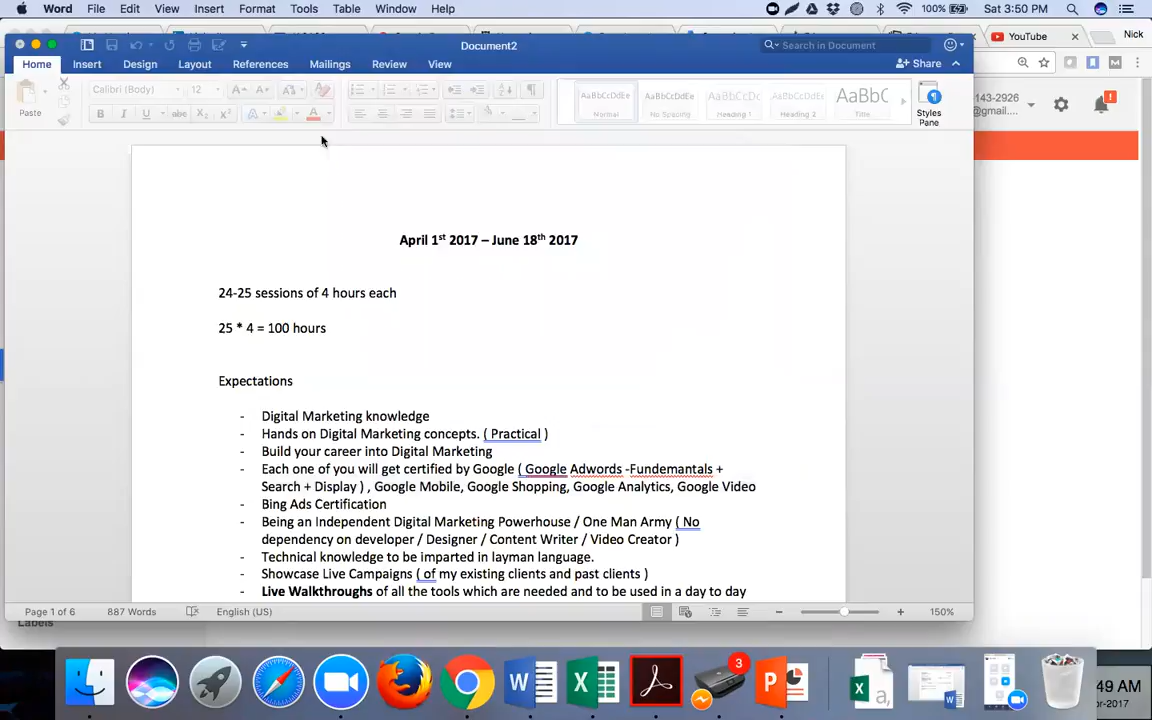 Word File Edit View Insert Format Tools Table Window Help
100% Sat 3:50 PM
Document2
Search in Document
YouTube
Nick
Home Insert Design Layout References Mailings Review View
Share
Paste
Calibri (Body) 12
AaBbCcDdEe Normal
AaBbCcDdEe No Spacing
AaBbCcDc Heading 1
AaBbCcDdEe Heading 2
AaBbC Title
Styles Pane
143-2926
@gmail....
April 1st 2017 – June 18th 2017
24-25 sessions of 4 hours each
25 * 4 = 100 hours
Expectations
- Digital Marketing knowledge
- Hands on Digital Marketing concepts. ( Practical )
- Build your career into Digital Marketing
- Each one of you will get certified by Google ( Google Adwords -Fundemantals +
Search + Display ) , Google Mobile, Google Shopping, Google Analytics, Google Video
- Bing Ads Certification
- Being an Independent Digital Marketing Powerhouse / One Man Army ( No
dependency on developer / Designer / Content Writer / Video Creator )
- Technical knowledge to be imparted in layman language.
- Showcase Live Campaigns ( of my existing clients and past clients )
- Live Walkthroughs of all the tools which are needed and to be used in a day to day
Page 1 of 6 887 Words English (US) 150%
Labels
3
:49 AM
r-2017